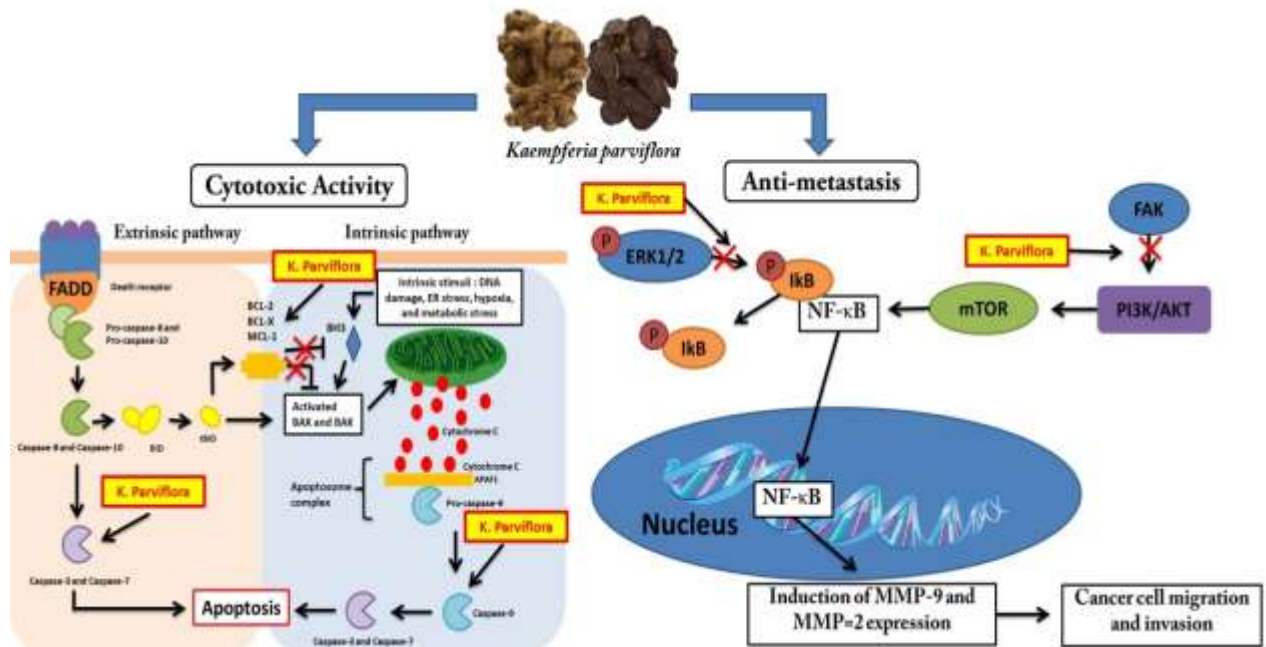 Kaempferia parviflora
Cytotoxic Activity
Extrinsic pathway
Intrinsic pathway
K. Parviflora
FADD
Death receptor
Pro-caspase-8 and
Pro-caspase-10
BCL-2
BCL-X
MCL-1
BH3
Intrinsic stimuli : DNA
damage, ER stress, hypoxia,
and metabolic stress
Caspase-8 and Caspase-10
BID
tBID
Activated
BAX and BAK
Cytochrome C
Cytochrome C
APAF1
Apoptosome
complex
Pro-caspase-9
K. Parviflora
K. Parviflora
Caspase-3 and Caspase-7
Apoptosis
Caspase-3 and Caspase-7
Caspase-9
Anti-metastasis
K. Parviflora
P
ERK1/2
P
IkB
NF-κB
P
IkB
K. Parviflora
FAK
mTOR
PI3K/AKT
Nucleus
NF-κB
Induction of MMP-9 and
MMP=2 expression
Cancer cell migration
and invasion